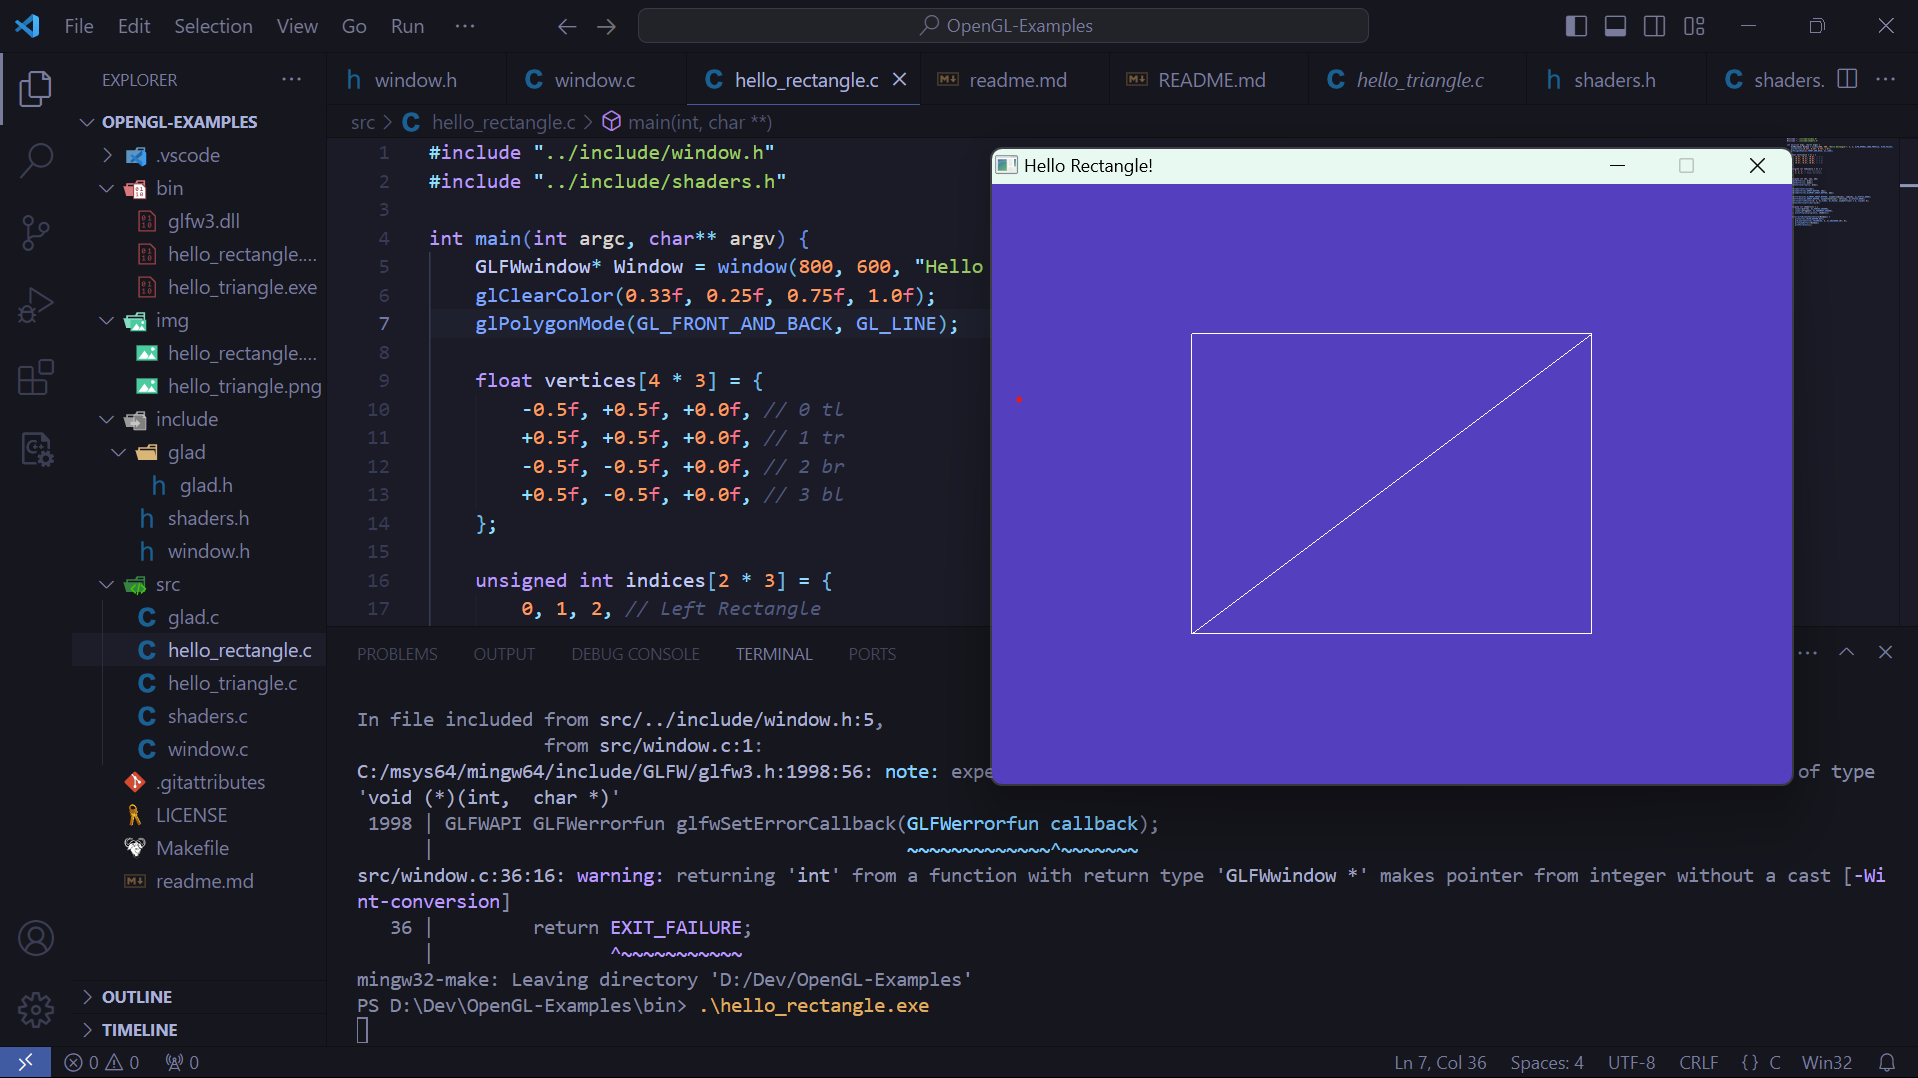 File Edit Selection View Go Run ···
OpenGL-Examples
EXPLORER ···
OPENGL-EXAMPLES
.vscode
bin
glfw3.dll
hello_rectangle....
hello_triangle.exe
img
hello_rectangle....
hello_triangle.png
include
glad
glad.h
shaders.h
window.h
src
glad.c
hello_rectangle.c
hello_triangle.c
shaders.c
window.c
.gitattributes
LICENSE
Makefile
readme.md
OUTLINE
TIMELINE
window.h window.c hello_rectangle.c readme.md README.md hello_triangle.c shaders.h shaders. ···
src > hello_rectangle.c > main(int, char **)
1 #include "../include/window.h"
2 #include "../include/shaders.h"
3
4 int main(int argc, char** argv) {
5 GLFWwindow* Window = window(800, 600, "Hello
6 glClearColor(0.33f, 0.25f, 0.75f, 1.0f);
7 glPolygonMode(GL_FRONT_AND_BACK, GL_LINE);
8
9 float vertices[4 * 3] = {
10 -0.5f, +0.5f, +0.0f, // 0 tl
11 +0.5f, +0.5f, +0.0f, // 1 tr
12 -0.5f, -0.5f, +0.0f, // 2 br
13 +0.5f, -0.5f, +0.0f, // 3 bl
14 };
15
16 unsigned int indices[2 * 3] = {
17 0, 1, 2, // Left Rectangle
Hello Rectangle!
PROBLEMS OUTPUT DEBUG CONSOLE TERMINAL PORTS ···
In file included from src/../include/window.h:5,
from src/window.c:1:
C:/msys64/mingw64/include/GLFW/glfw3.h:1998:56: note: expe of type
'void (*)(int,  char *)'
1998 | GLFWAPI GLFWerrorfun glfwSetErrorCallback(GLFWerrorfun callback);
| ~~~~~~~~~~~~~^~~~~~~~
src/window.c:36:16: warning: returning 'int' from a function with return type 'GLFWwindow *' makes pointer from integer without a cast [-Wi
nt-conversion]
36 | return EXIT_FAILURE;
| ^~~~~~~~~~~~
mingw32-make: Leaving directory 'D:/Dev/OpenGL-Examples'
PS D:\Dev\OpenGL-Examples\bin> .\hello_rectangle.exe
0 0 0 Ln 7, Col 36 Spaces: 4 UTF-8 CRLF {} C Win32